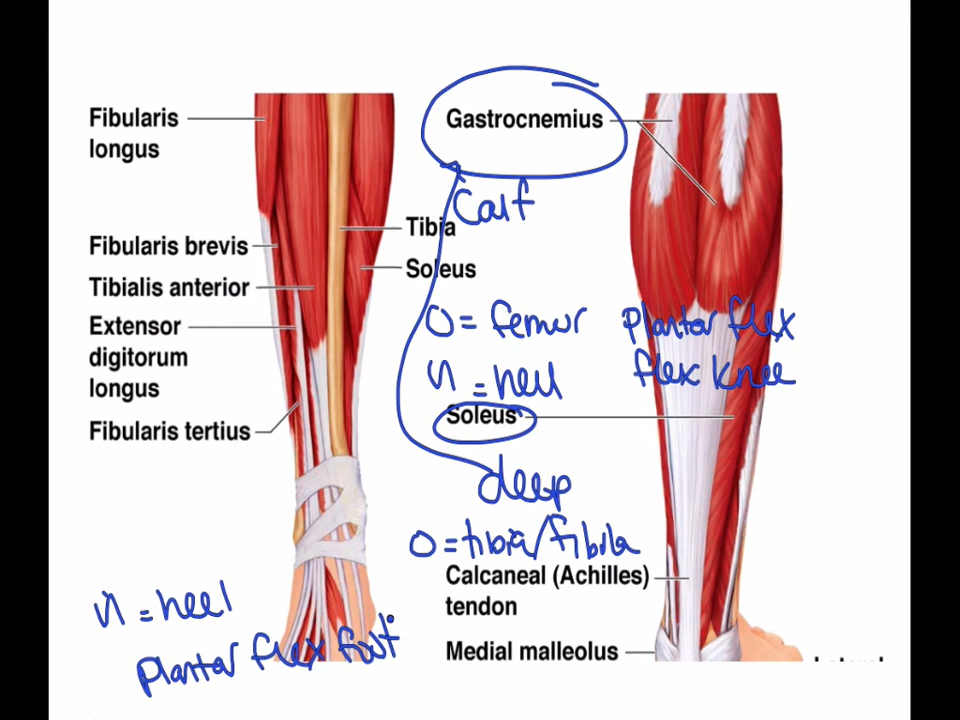 Fibularis
longus
Fibularis brevis
Tibialis anterior
Extensor
digitorum
longus
Fibularis tertius
Tibia
Soleus
Gastrocnemius
Calf
O = femur
= heel
plantar flex
flex knee
Soleus
deep
O = tibia/fibila
Calcaneal (Achilles)
tendon
Medial malleolus
= heel
plantar flex foot